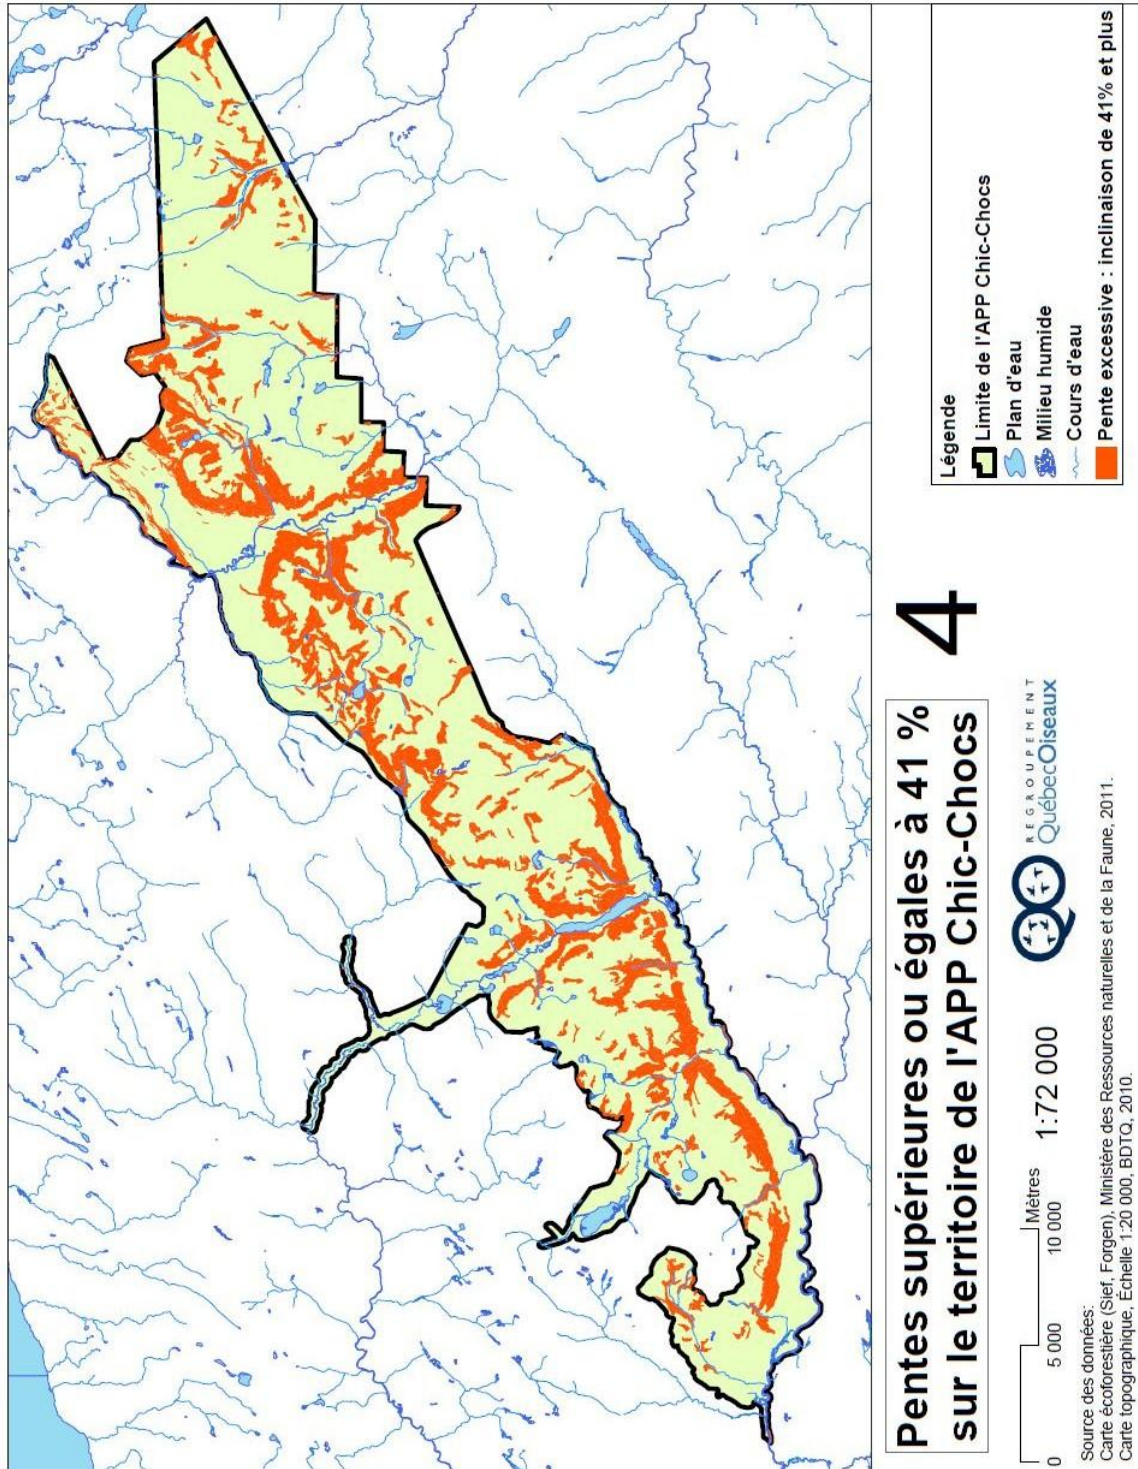 Pentes supérieures ou égales à 41 %
sur le territoire de l'APP Chic-Chocs
4
Légende
Limite de l'APP Chic-Chocs
Plan d'eau
Milieu humide
Cours d'eau
Pente excessive : inclinaison de 41% et plus
0 5 000 10 000
Mètres
1:72 000
REGROUPEMENT
QuébecOiseaux
Source des données:
Carte écoforestière (Sief, Forgen), Ministère des Ressources naturelles et de la Faune, 2011.
Carte topographique, Échelle 1:20 000, BDTQ, 2010.